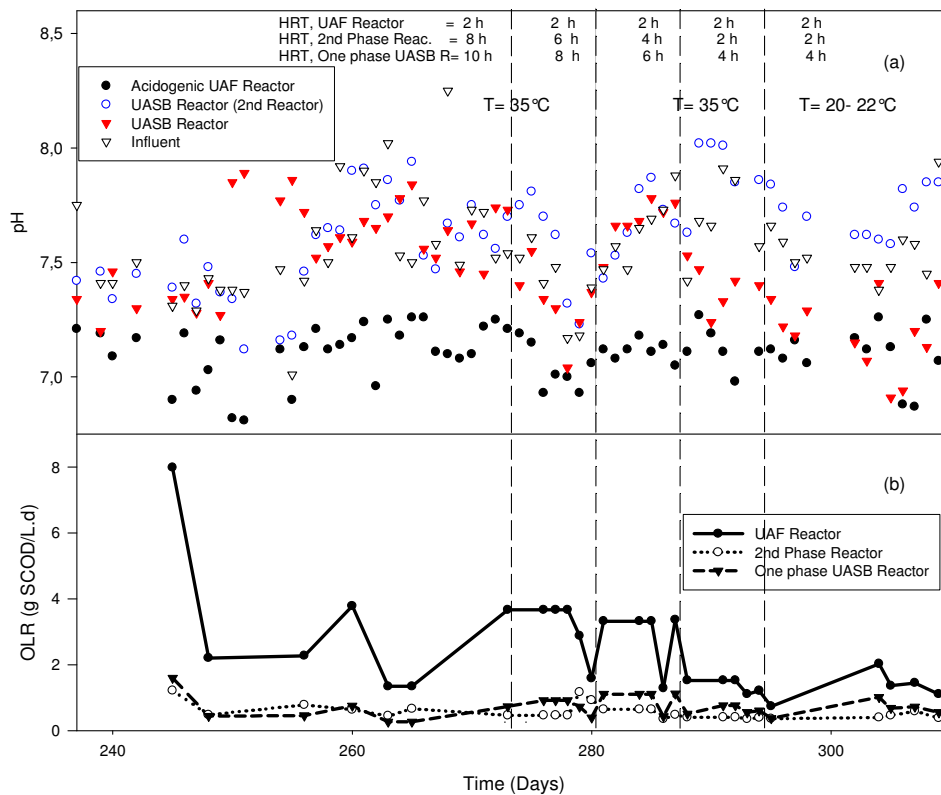 8,5
HRT, UAF Reactor = 2 h 2 h 2 h 2 h 2 h
HRT, 2nd Phase Reac. = 8 h 6 h 4 h 2 h 2 h
HRT, One phase UASB R= 10 h 8 h 6 h 4 h 4 h
(a)
Acidogenic UAF Reactor
UASB Reactor (2nd Reactor)
UASB Reactor
Influent
T= 35°C T= 35°C T= 20- 22°C
8,0
7,5
7,0
pH
8
6
4
2
0
OLR (g SCOD/L.d)
(b)
UAF Reactor
2nd Phase Reactor
One phase UASB Reactor
240 260 280 300
Time (Days)